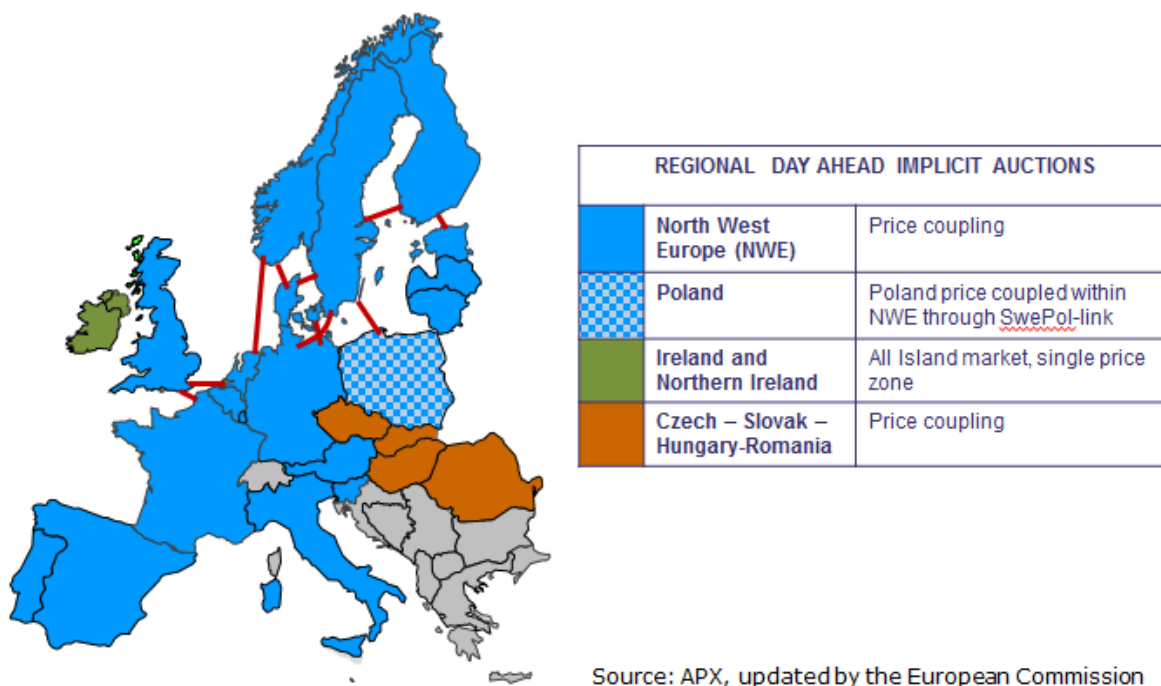 REGIONAL DAY AHEAD IMPLICIT AUCTIONS
North West
Europe (NWE)
Price coupling
Poland
Poland price coupled within
NWE through SwePol-link
Ireland and
Northern Ireland
All Island market, single price
zone
Czech – Slovak –
Hungary-Romania
Price coupling
Source: APX, updated by the European Commission